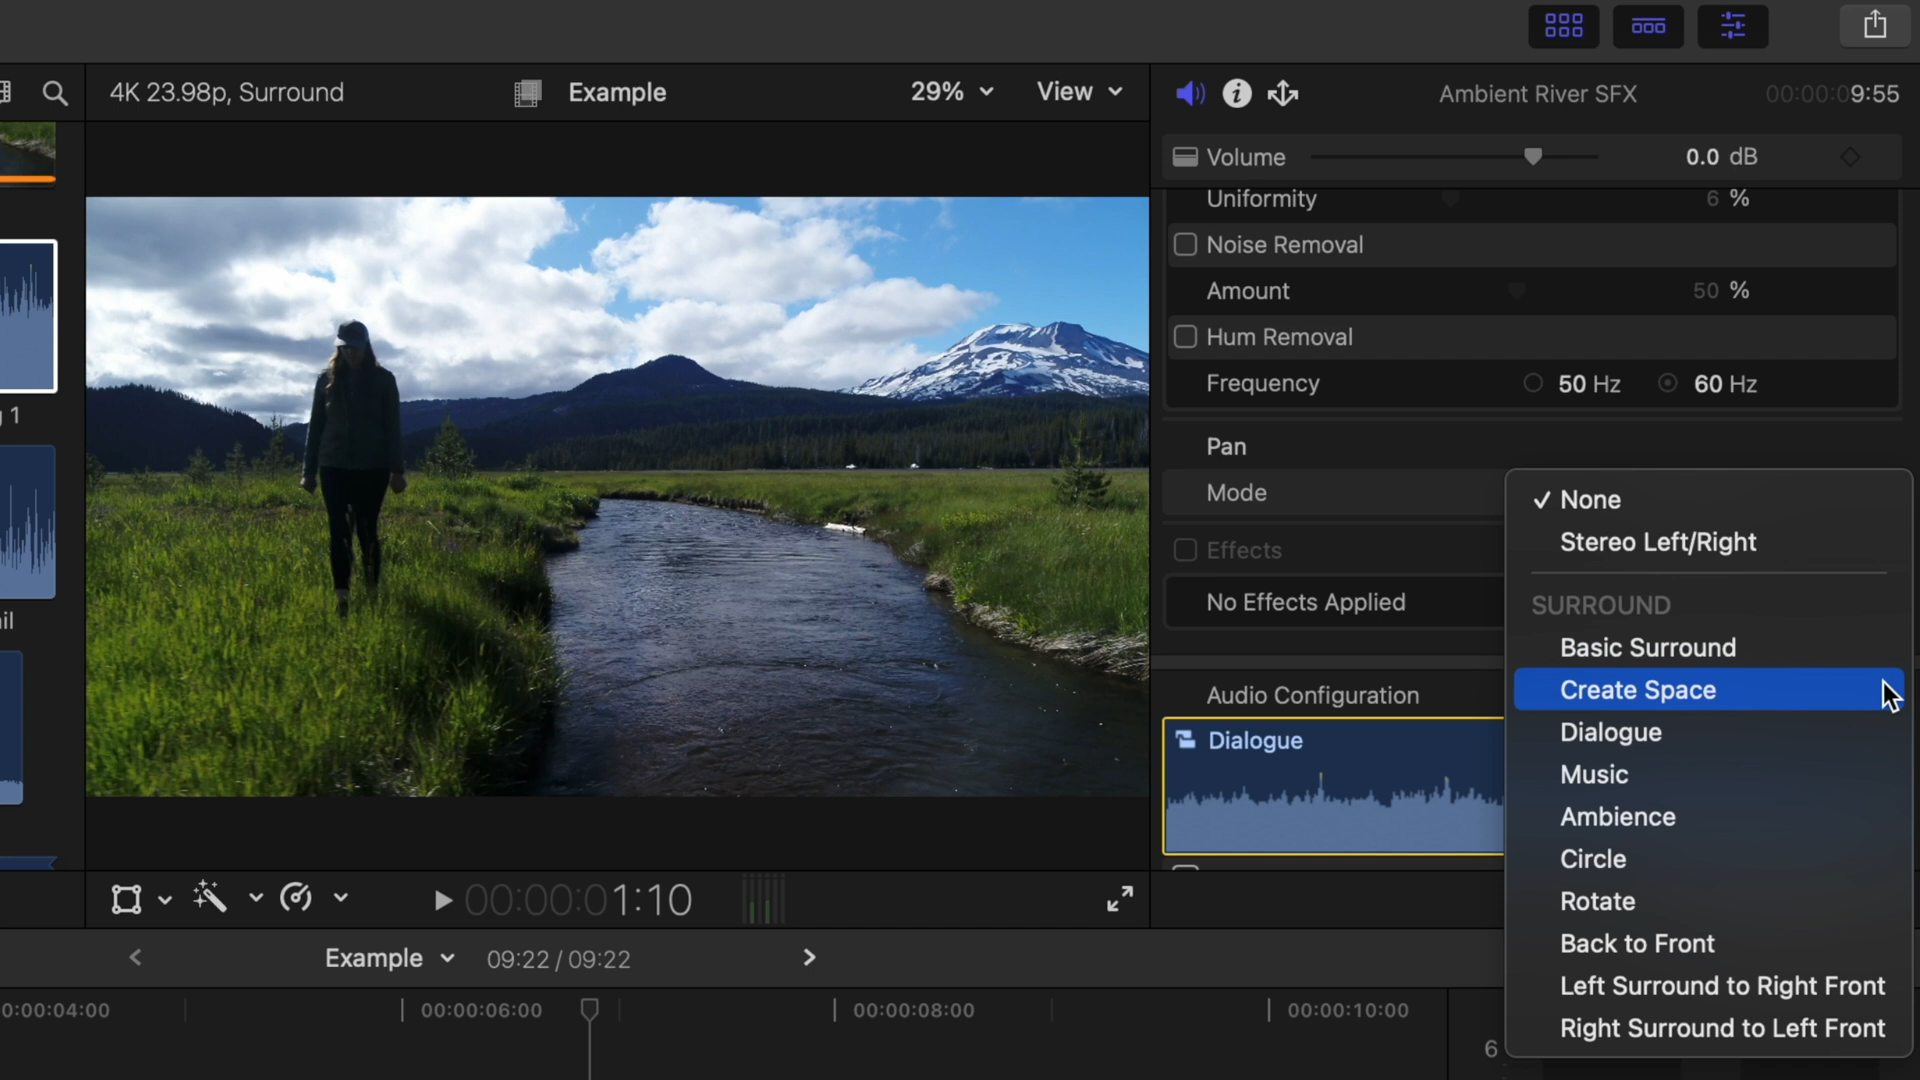 4K 23.98p, Surround
Example
29%
View
Ambient River SFX
00:00:09:55
Volume
0.0 dB
Uniformity
6 %
Noise Removal
Amount
50 %
Hum Removal
Frequency
50 Hz
60 Hz
Pan
Mode
None
Stereo Left/Right
Effects
SURROUND
No Effects Applied
Basic Surround
Create Space
Audio Configuration
Dialogue
Dialogue
Music
Ambience
Circle
Rotate
Back to Front
Left Surround to Right Front
Right Surround to Left Front
1
00:00:01:10
Example
09:22 / 09:22
0:00:04:00
00:00:06:00
00:00:08:00
00:00:10:00
6